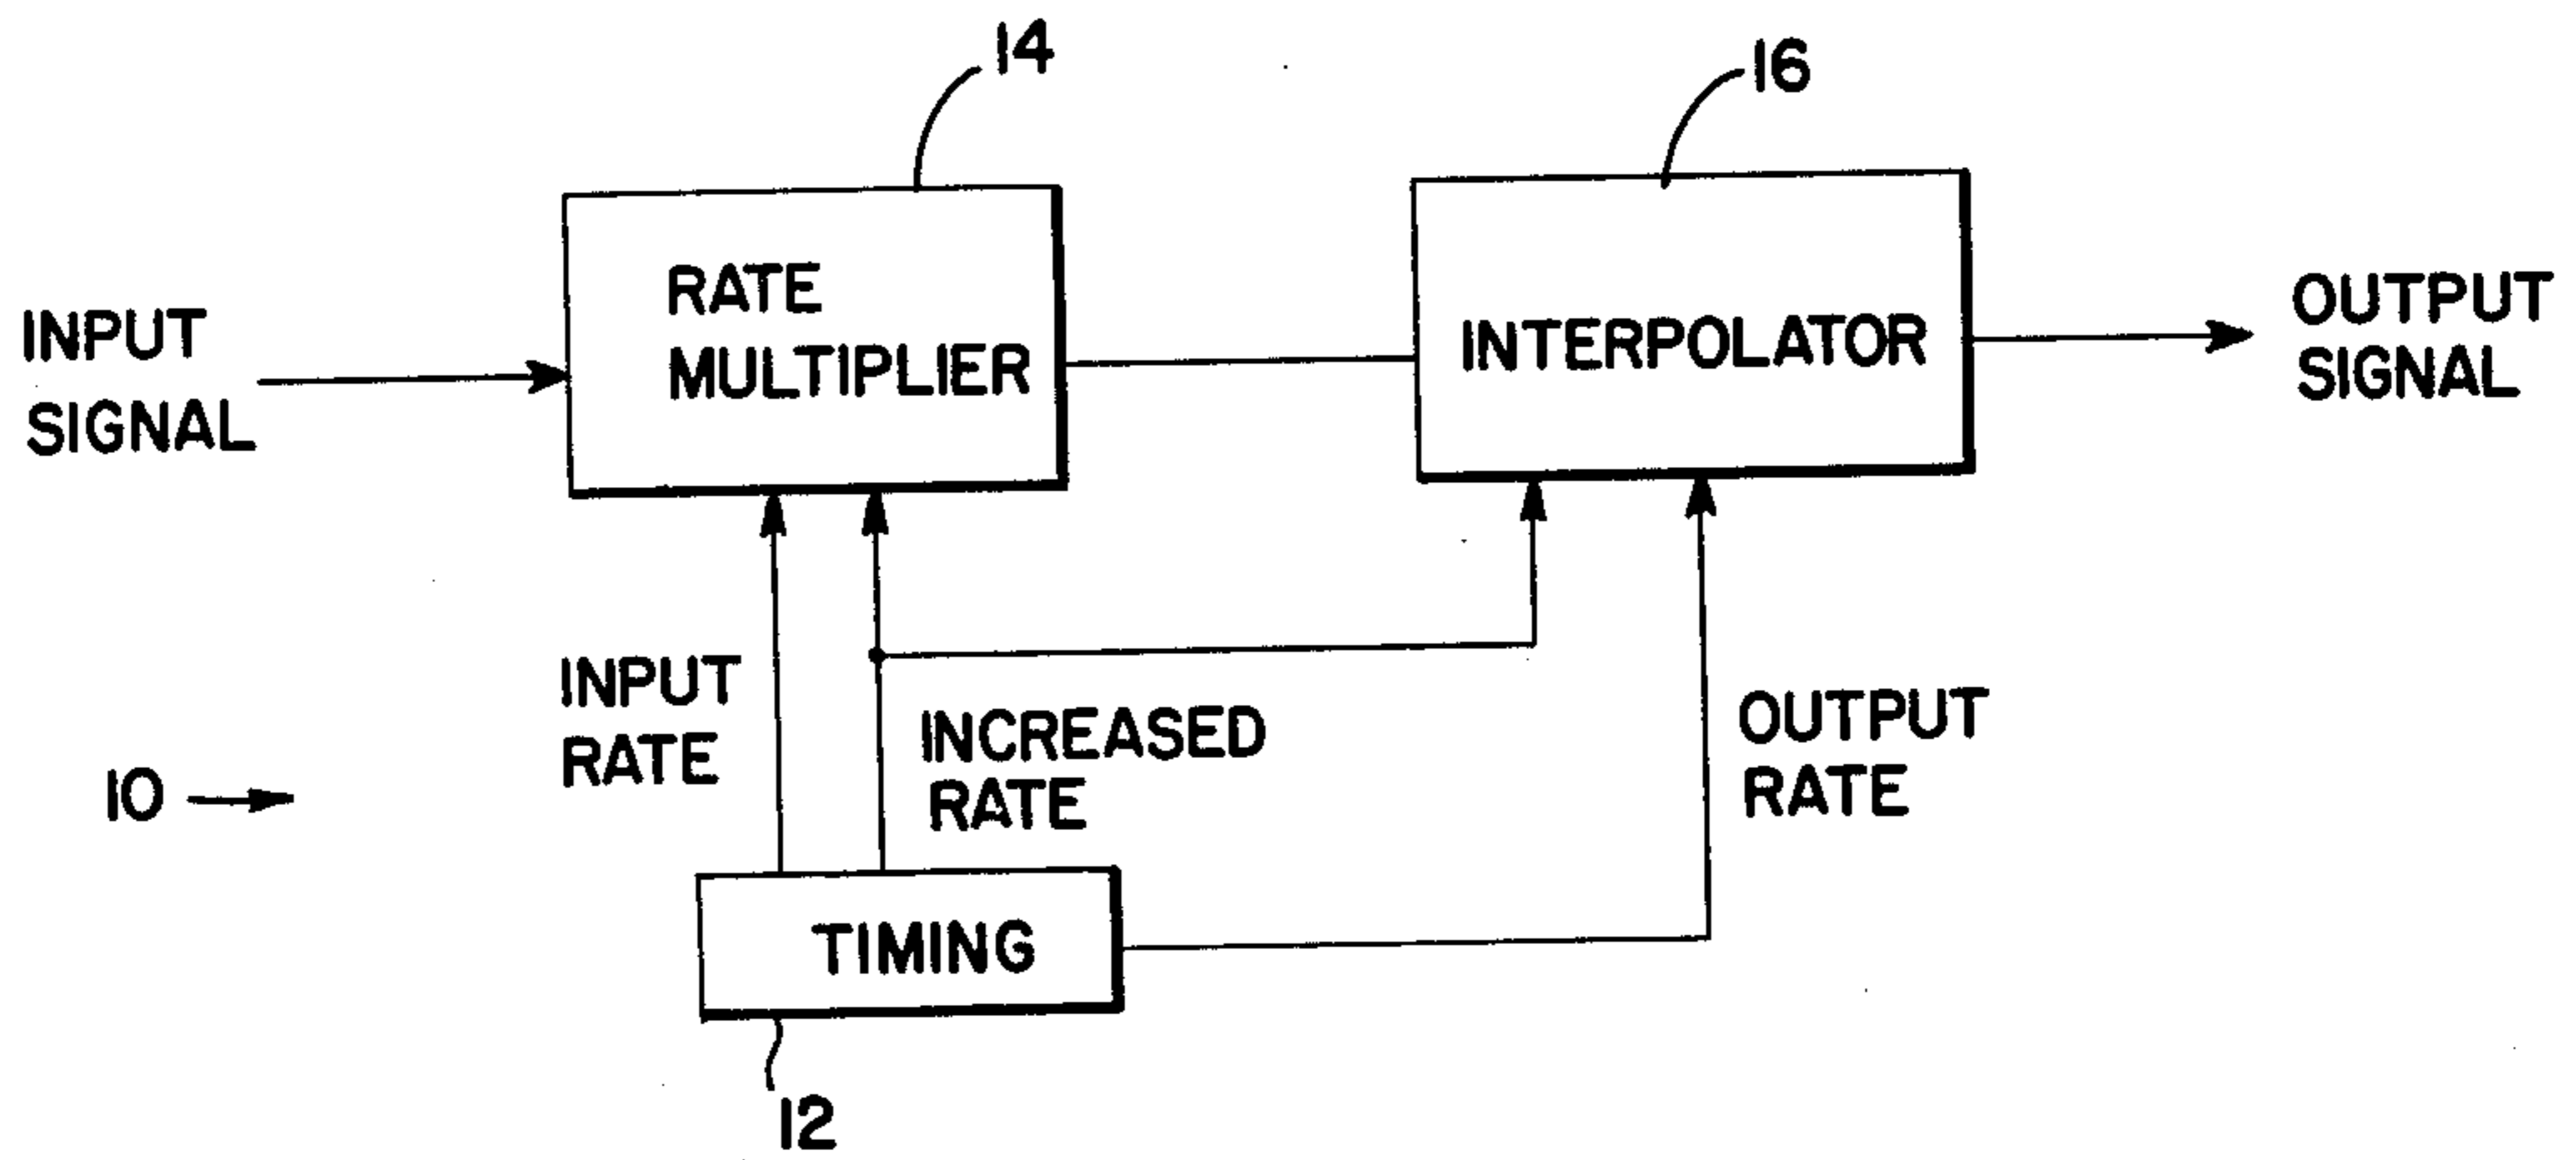 14
16
RATE
MULTIPLIER
INTERPOLATOR
INPUT
SIGNAL
OUTPUT
SIGNAL
INPUT
RATE
INCREASED
RATE
OUTPUT
RATE
10
TIMING
12